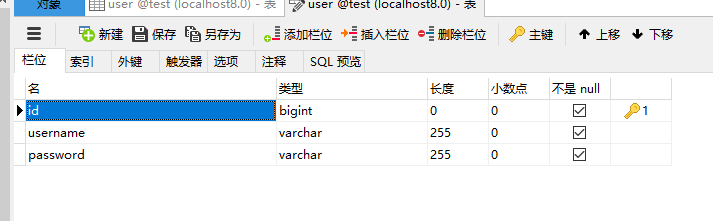 对象 user @test (localhost8.0) - 表 user @test (localhost8.0) - 表
新建 保存 另存为 添加栏位 插入栏位 删除栏位 主键 上移 下移
栏位 索引 外键 触发器 选项 注释 SQL 预览
名 类型 长度 小数点 不是 null
id bigint 0 0 1
username varchar 255 0
password varchar 255 0